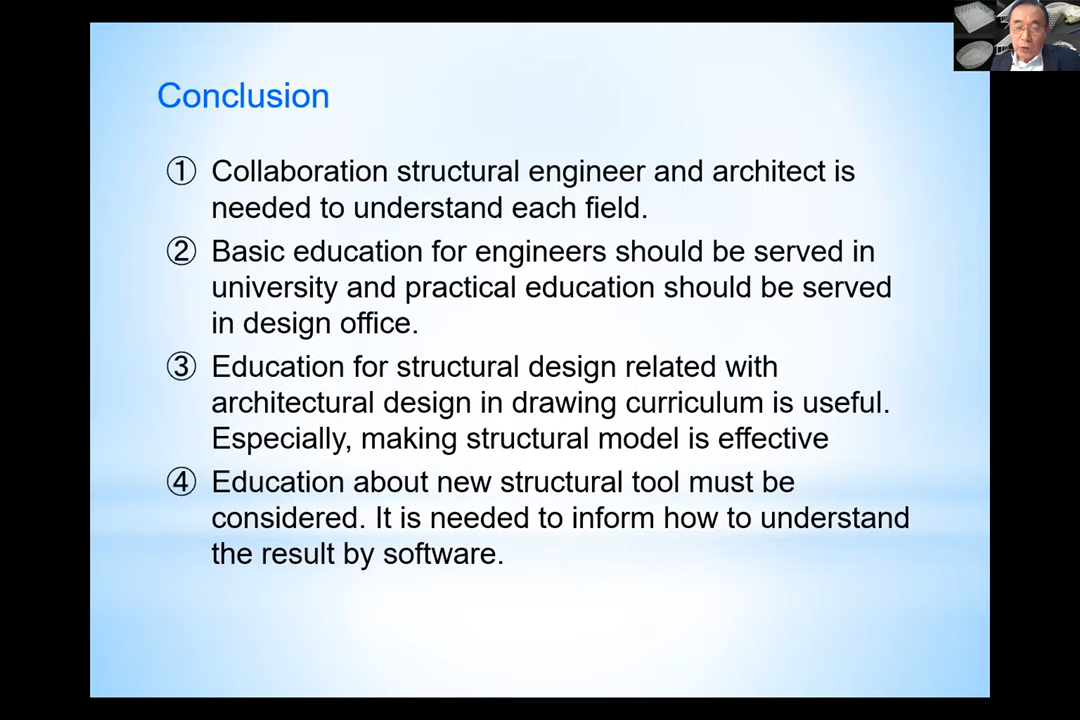 Conclusion
① Collaboration structural engineer and architect is
needed to understand each field.
② Basic education for engineers should be served in
university and practical education should be served
in design office.
③ Education for structural design related with
architectural design in drawing curriculum is useful.
Especially, making structural model is effective
④ Education about new structural tool must be
considered. It is needed to inform how to understand
the result by software.